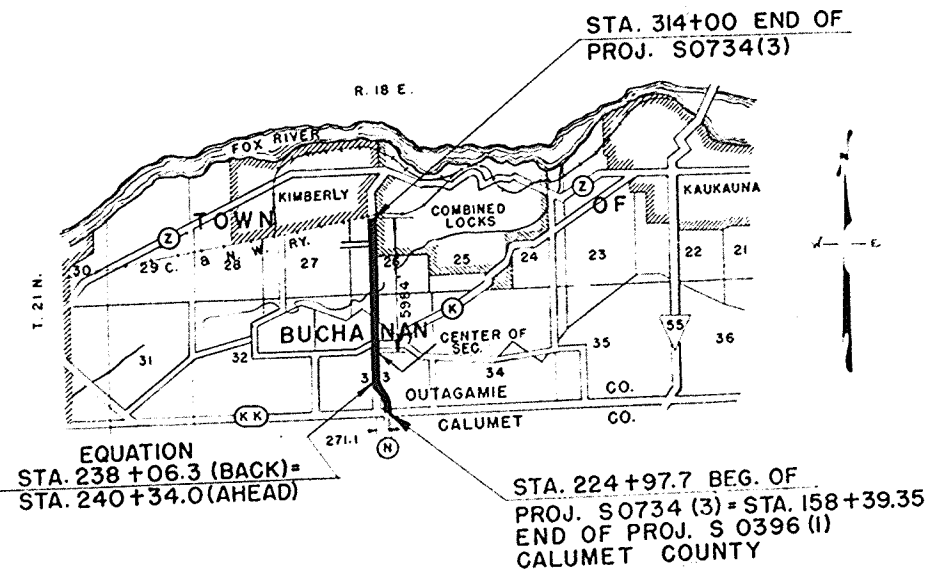 STA. 314+00 END OF
PROJ. S0734(3)
R. 18 E.
FOX RIVER
KIMBERLY
Z
KAUKAUNA
TOWN
COMBINED
LOCKS
OF
Z
C. & N. W. RY.
T. 21 N.
30
29
28
27
26
25
24
23
22
21
5984
K
BUCHANAN
CENTER OF
SEC.
55
31
32
33
34
35
36
OUTAGAMIE CO.
KK
CALUMET CO.
271.1
N
W
E
EQUATION
STA. 238+06.3 (BACK)=
STA. 240+34.0 (AHEAD)
STA. 224+97.7 BEG. OF
PROJ. S0734 (3) = STA. 158+39.35
END OF PROJ. S 0396 (1)
CALUMET COUNTY